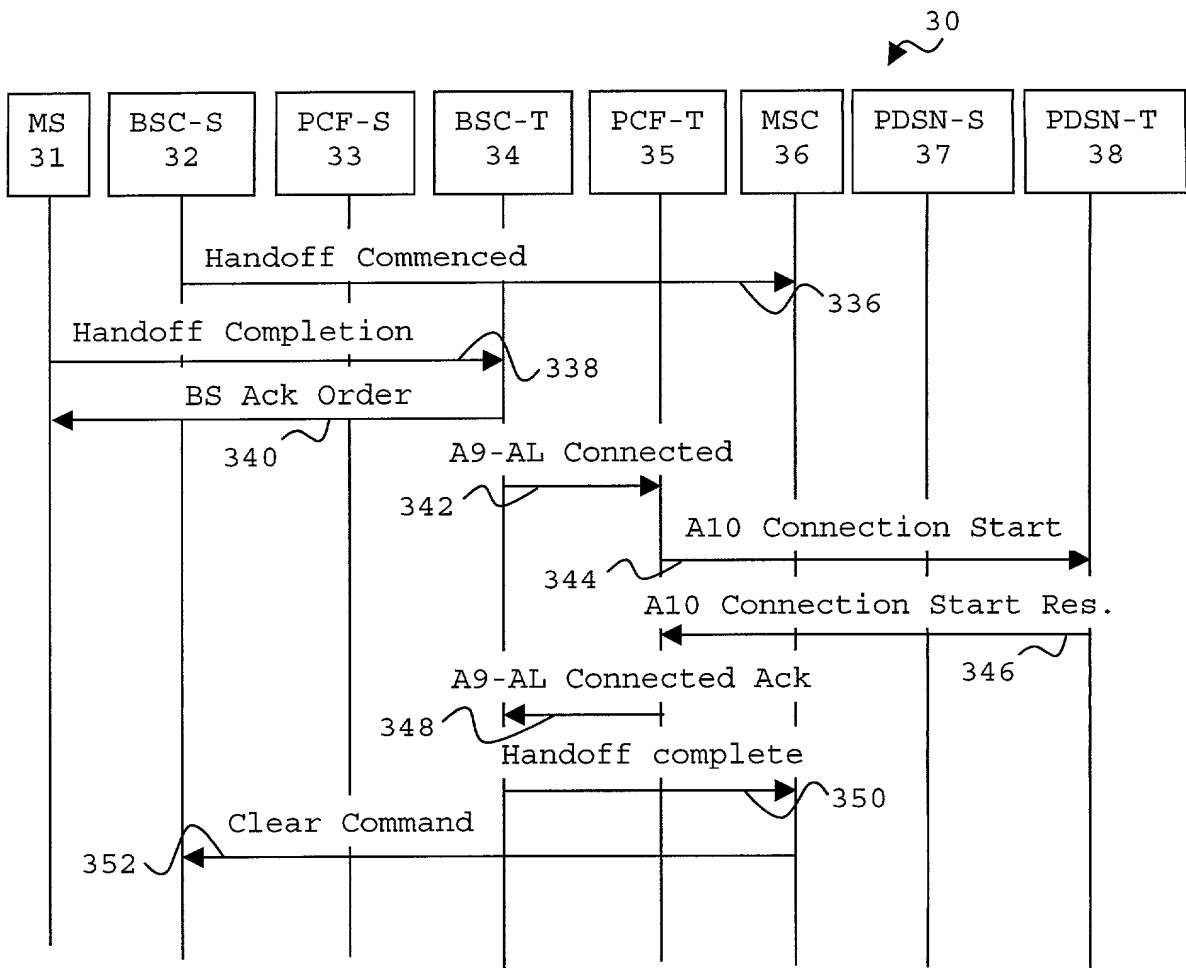 30
MS
31
BSC-S
32
PCF-S
33
BSC-T
34
PCF-T
35
MSC
36
PDSN-S
37
PDSN-T
38
Handoff Commenced
336
Handoff Completion
338
BS Ack Order
340
A9-AL Connected
342
A10 Connection Start
344
A10 Connection Start Res.
346
A9-AL Connected Ack
348
Handoff complete
350
Clear Command
352